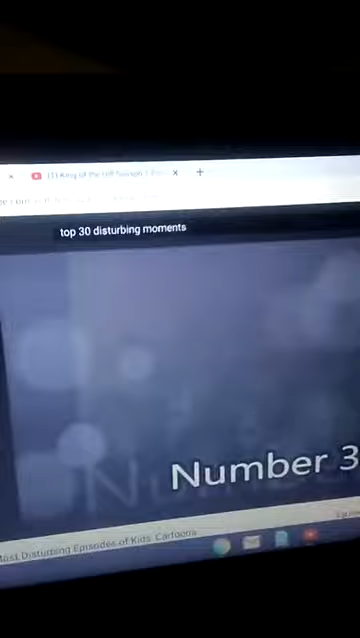 King of the Hill Season 1
top 30 disturbing moments
Number 3
Most Disturbing Episodes of Kids Cartoons